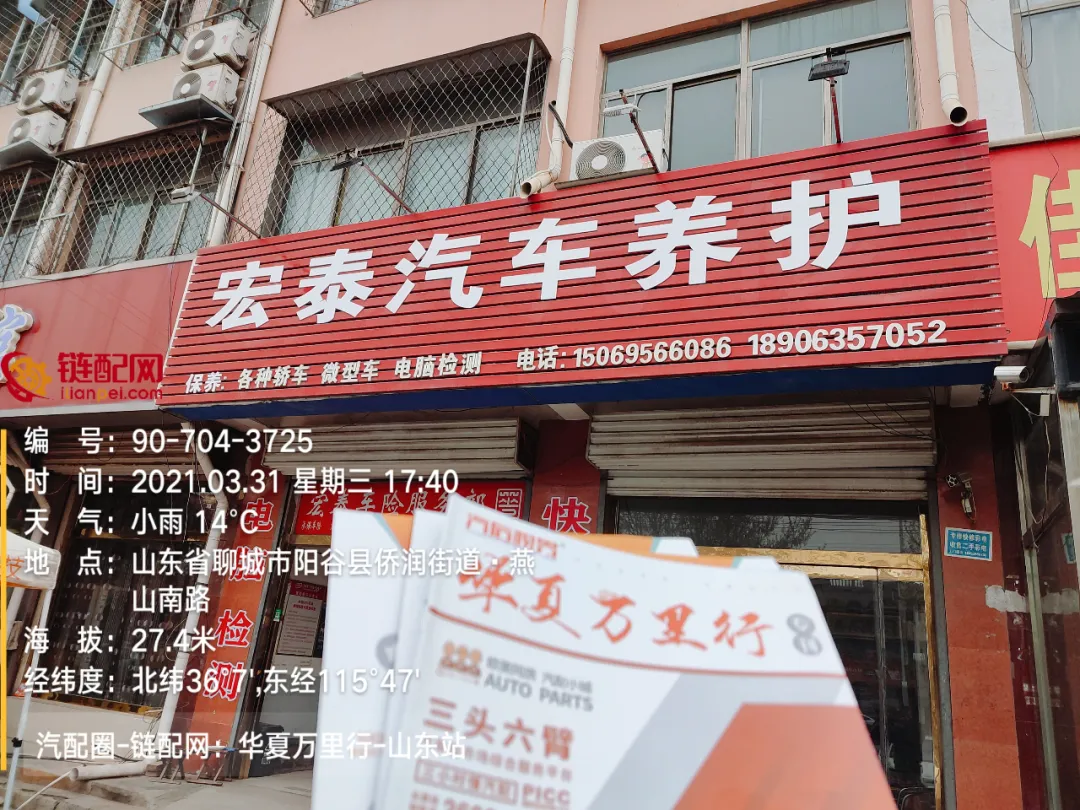 宏泰汽车养护
保养: 各种轿车 微型车 电脑检测 电话: 15069566086 18906357052
佳
链配网
lianpei.com
编 号: 90-704-3725
时 间: 2021.03.31 星期三 17:40
天 气: 小雨 14°C
地 点: 山东省聊城市阳谷县侨润街道·燕
山南路
海 拔: 27.4米
经纬度: 北纬36°7',东经115°47'
汽配圈-链配网: 华夏万里行-山东站
宏泰车险服务部
电脑检测
快
华夏万里行
AUTO PARTS
三头六臂
PICC